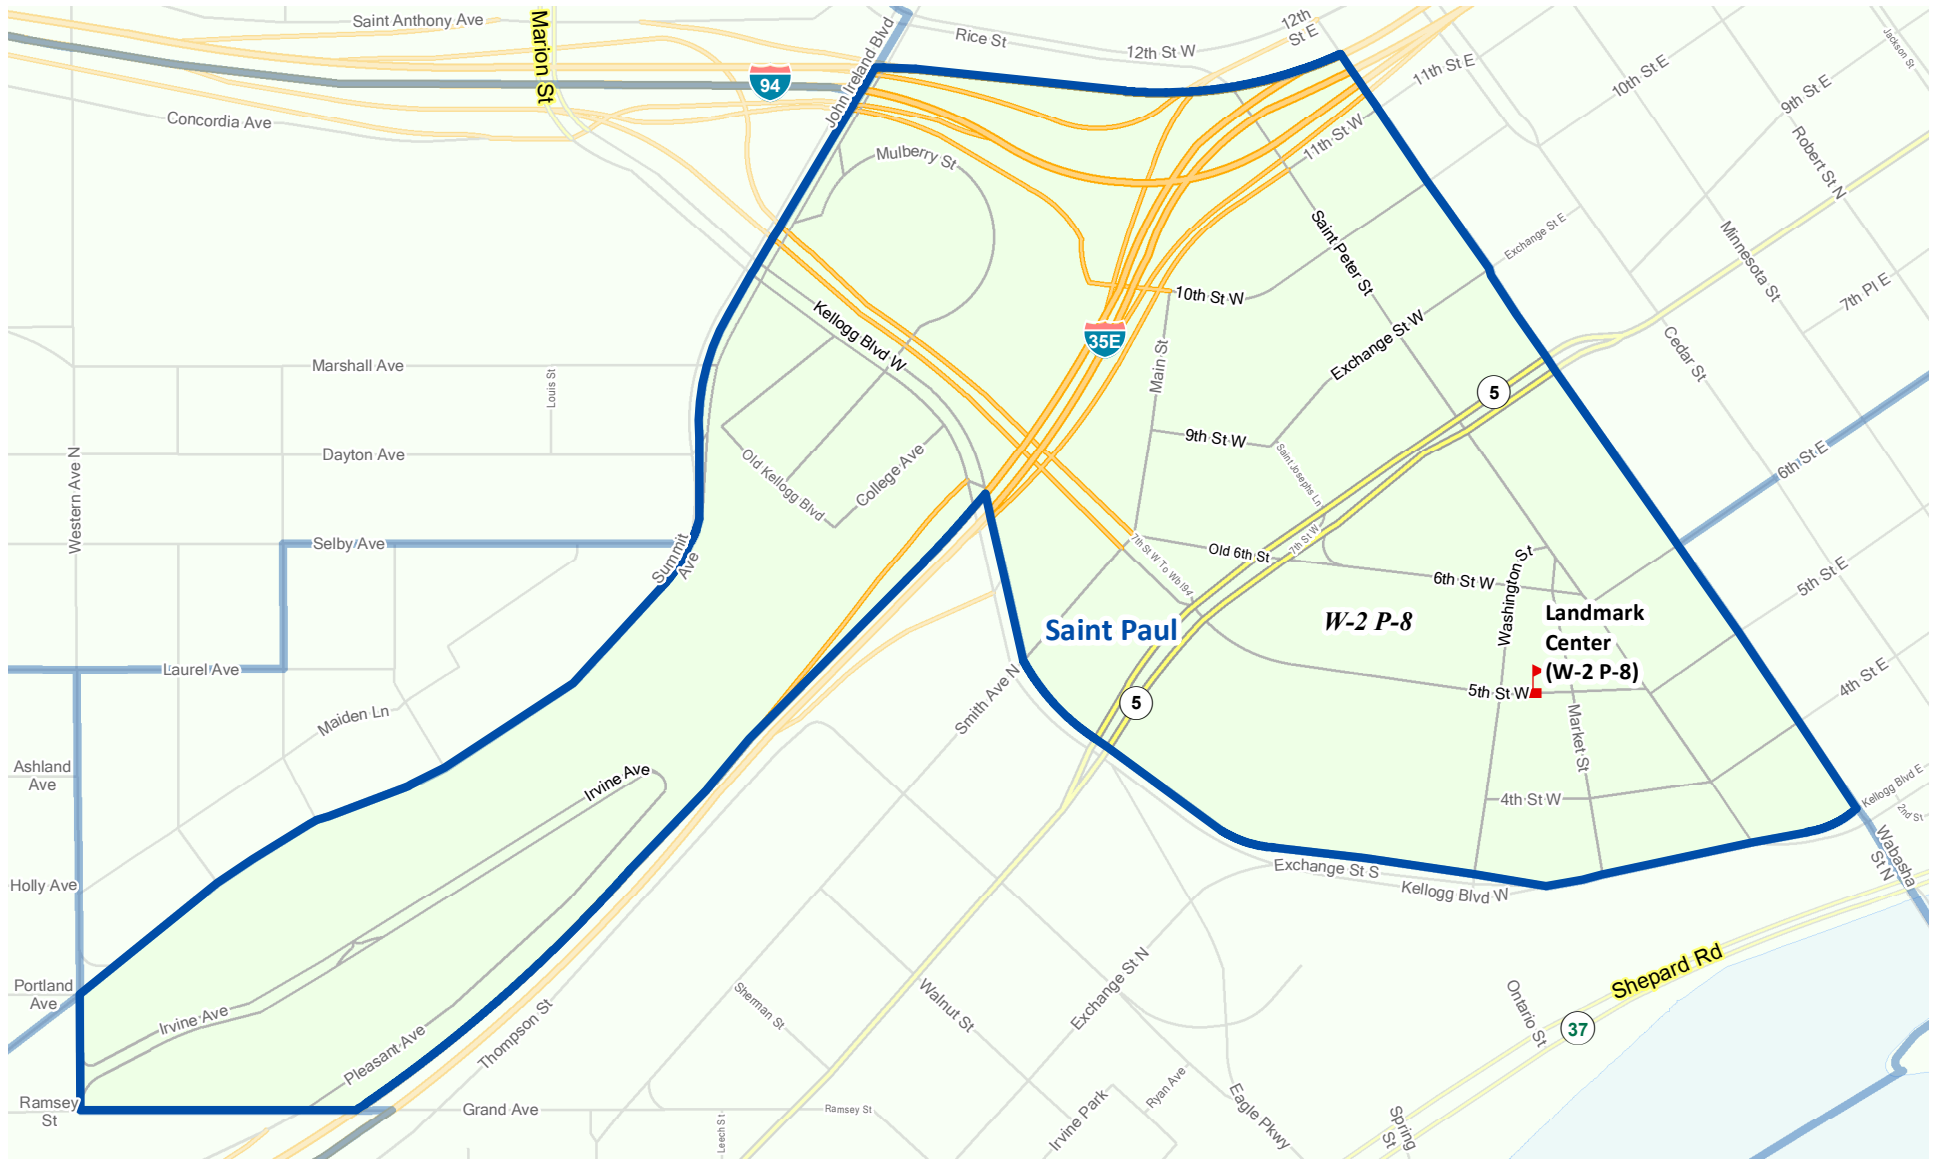 Saint Anthony Ave
Marion St
John Ireland Blvd
Rice St
12th St W
12th
St E
11th St E
10th St E
Jackson St
9th St E
Robert St N
94
Concordia Ave
Mulberry St
11th St W
Saint Peter St
Exchange St E
Minnesota St
7th Pl E
10th St W
Kellogg Blvd W
35E
Exchange St W
Cedar St
Main St
5
Marshall Ave
Louis St
Dayton Ave
Western Ave N
9th St W
Saint Josephs Ln
6th St E
Old Kellogg Blvd
College Ave
Selby Ave
Summit
Ave
7th St W To Wb I94
Old 6th St
7th St W
6th St W
Washington St
5th St E
Saint Paul
W-2 P-8
Landmark
Center
(W-2 P-8)
Laurel Ave
Maiden Ln
Smith Ave N
5
5th St W
Market St
4th St E
Ashland
Ave
Irvine Ave
4th St W
Kellogg Blvd E
2nd St
Wabasha
St N
Holly Ave
Exchange St S
Kellogg Blvd W
Shepard Rd
Portland
Ave
Irvine Ave
Pleasant Ave
Thompson St
Sherman St
Walnut St
Exchange St N
Ontario St
37
Ramsey
St
Grand Ave
Leech St
Ramsey St
Irvine Park
Ryan Ave
Eagle Pkwy
Spring
St